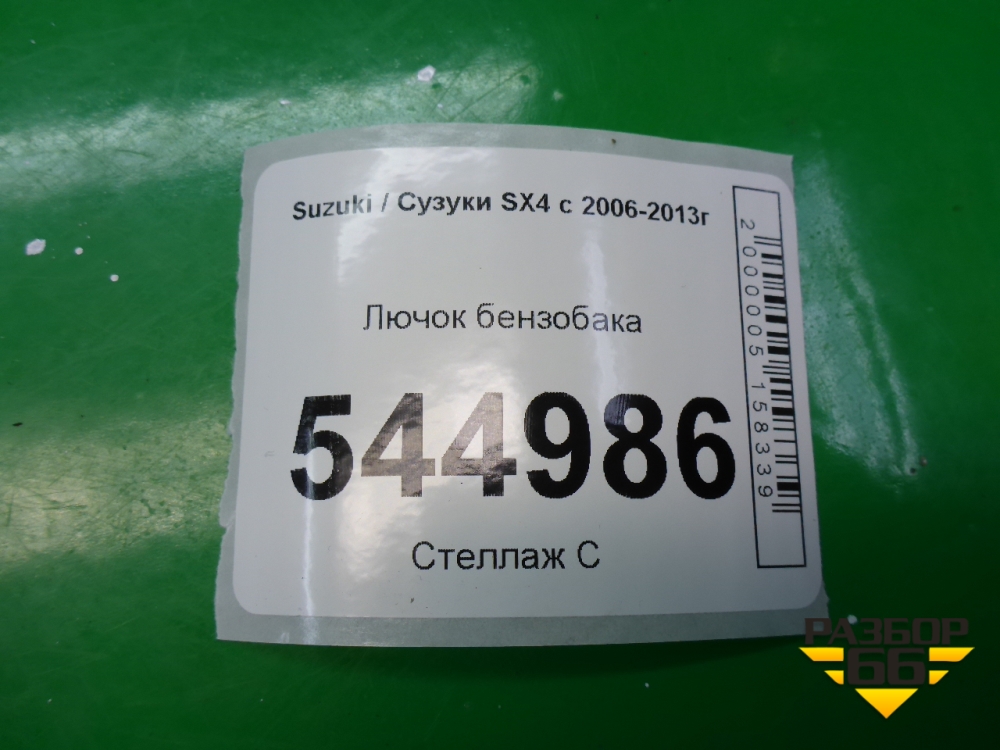 Suzuki / Сузуки SX4 с 2006-2013г
Лючок бензобака
544986
Стеллаж С
2000005158339
РАЗБОР
66